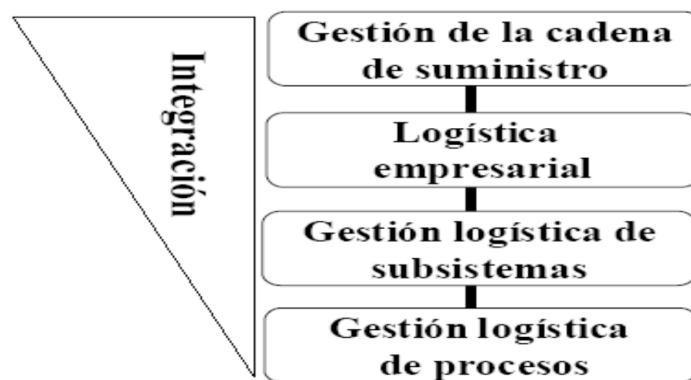 Integración
Gestión de la cadena
de suministro
Logística
empresarial
Gestión logística de
subsistemas
Gestión logística
de procesos